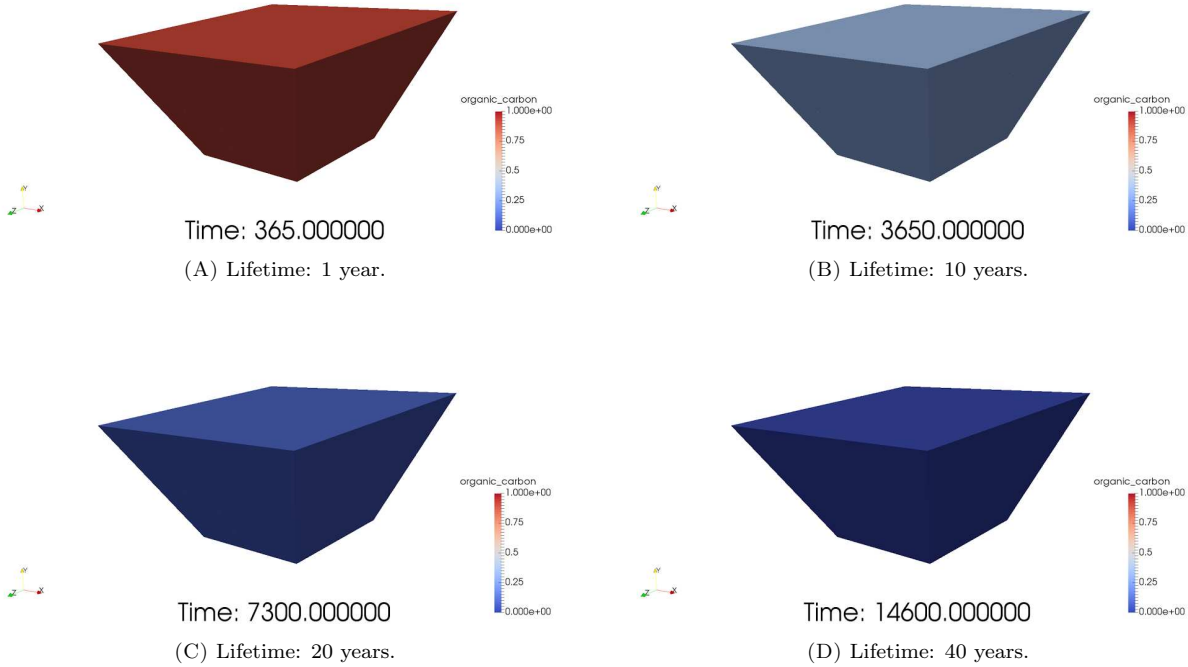 organic_carbon
1.000e+00
0.75
0.5
0.25
0.000e+00
Y
Z
X
Time: 365.000000
(A) Lifetime: 1 year.
organic_carbon
1.000e+00
0.75
0.5
0.25
0.000e+00
Y
Z
X
Time: 3650.000000
(B) Lifetime: 10 years.
organic_carbon
1.000e+00
0.75
0.5
0.25
0.000e+00
Y
Z
X
Time: 7300.000000
(C) Lifetime: 20 years.
organic_carbon
1.000e+00
0.75
0.5
0.25
0.000e+00
Y
Z
X
Time: 14600.000000
(D) Lifetime: 40 years.